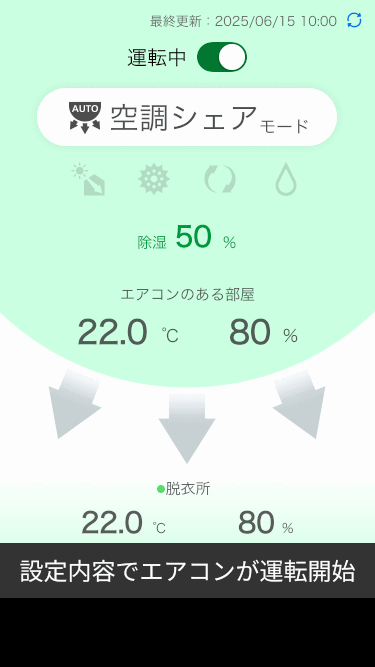 最終更新：2025/06/15 10:00
運転中
AUTO 空調シェアモード
除湿 50 %
エアコンのある部屋
22.0 ℃ 80 %
脱衣所
22.0 ℃ 80 %
設定内容でエアコンが運転開始